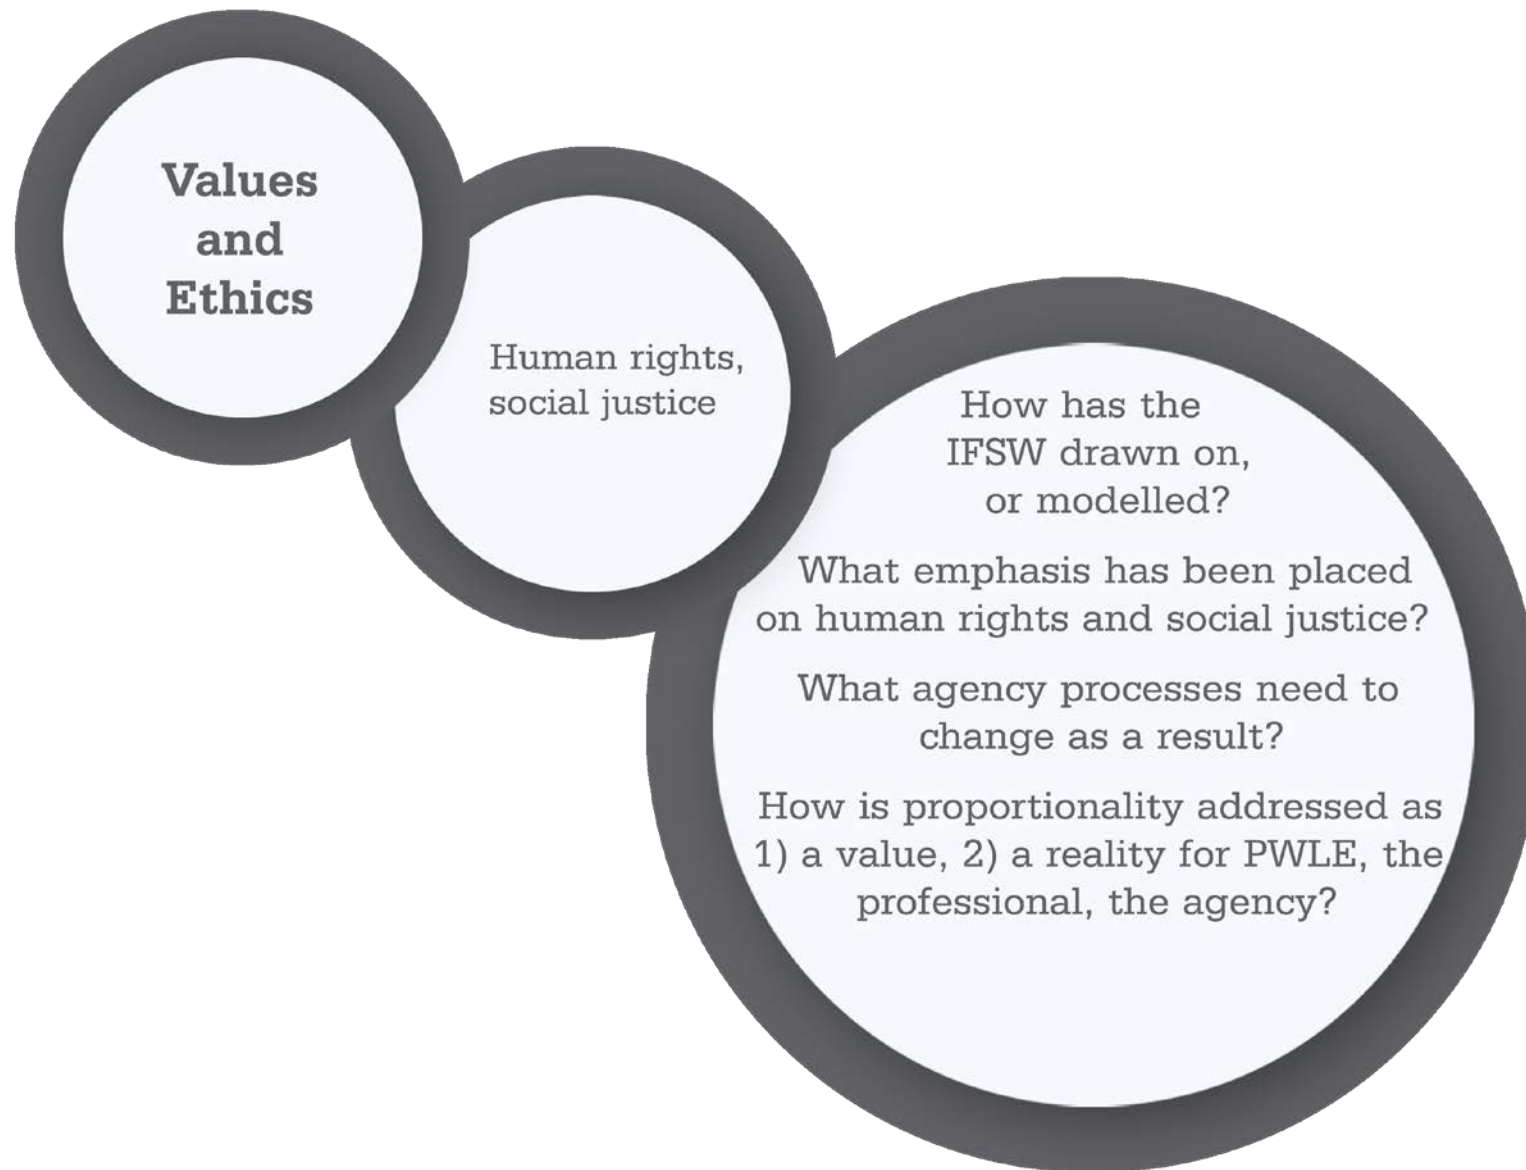 Values
and
Ethics
Human rights,
social justice
How has the
IFSW drawn on,
or modelled?
What emphasis has been placed
on human rights and social justice?
What agency processes need to
change as a result?
How is proportionality addressed as
1) a value, 2) a reality for PWLE, the
professional, the agency?